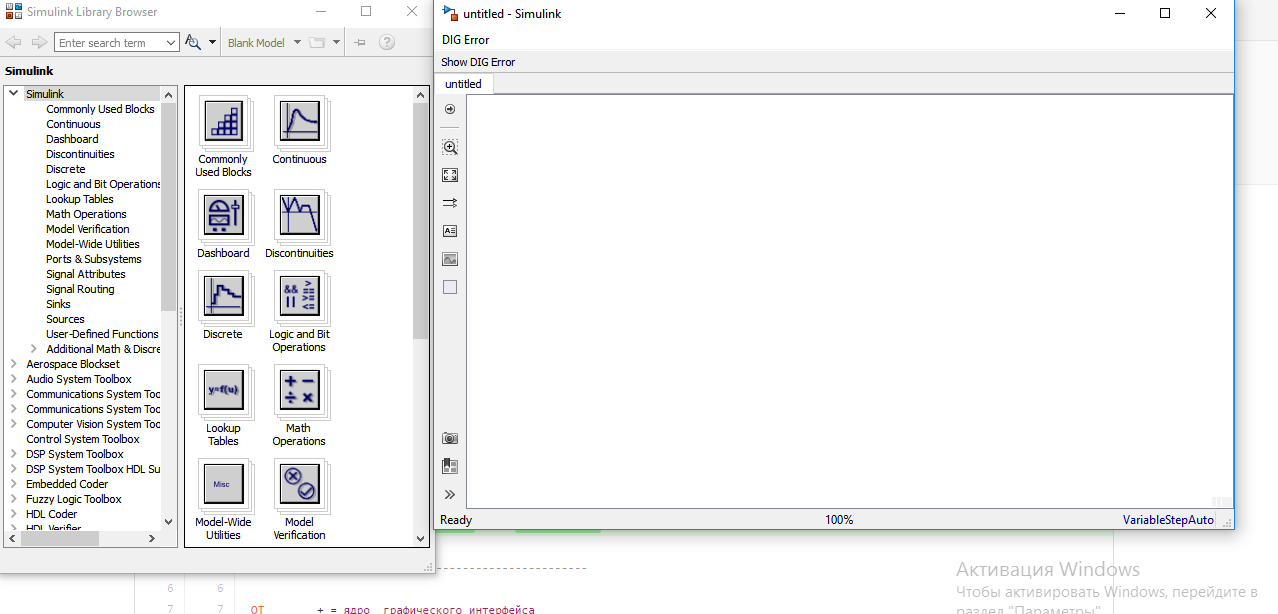 Simulink Library Browser
Enter search term
Blank Model
Simulink
Simulink
Commonly Used Blocks
Continuous
Dashboard
Discontinuities
Discrete
Logic and Bit Operations
Lookup Tables
Math Operations
Model Verification
Model-Wide Utilities
Ports & Subsystems
Signal Attributes
Signal Routing
Sinks
Sources
User-Defined Functions
Additional Math & Discre
Aerospace Blockset
Audio System Toolbox
Communications System Too
Communications System Too
Computer Vision System Too
Control System Toolbox
DSP System Toolbox
DSP System Toolbox HDL Su
Embedded Coder
Fuzzy Logic Toolbox
HDL Coder
HDL Verifier
Commonly
Used Blocks
Continuous
Dashboard
Discontinuities
Discrete
&& > || >= == <=
Logic and Bit
Operations
y=f(u)
Lookup
Tables
+ − ÷ ×
Math
Operations
Misc
Model-Wide
Utilities
Model
Verification
untitled - Simulink
DIG Error
Show DIG Error
untitled
Ready
100%
VariableStepAuto
---------------------
6 6
7 7 ОТ + = ядро графического интерфейса
Активация Windows
Чтобы активировать Windows, перейдите в
раздел "Параметры".